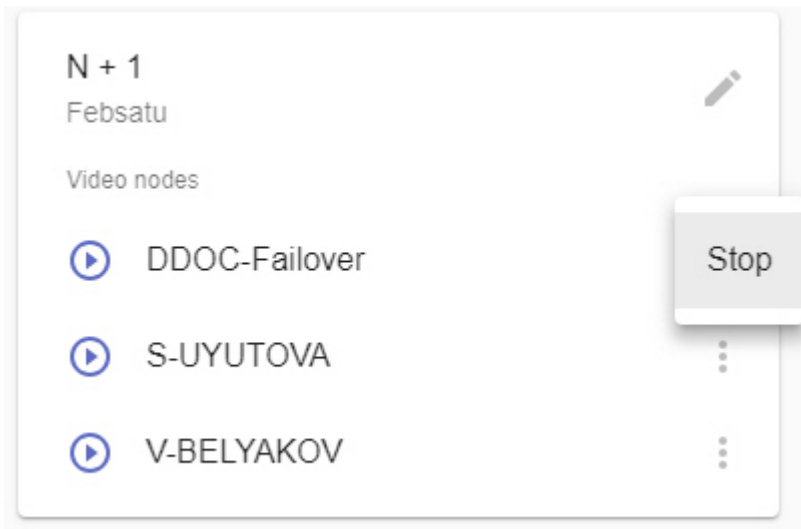 N + 1
Febsatu
Video nodes
DDOC-Failover
Stop
S-UYUTOVA
V-BELYAKOV